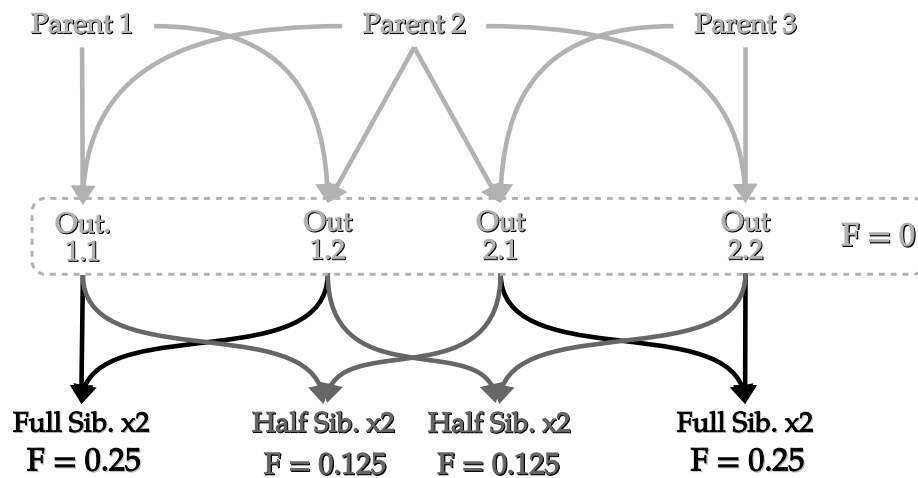 Parent 1
Parent 2
Parent 3
Out.
1.1
Out
1.2
Out
2.1
Out
2.2
F = 0
Full Sib. x2
F = 0.25
Half Sib. x2
F = 0.125
Half Sib. x2
F = 0.125
Full Sib. x2
F = 0.25